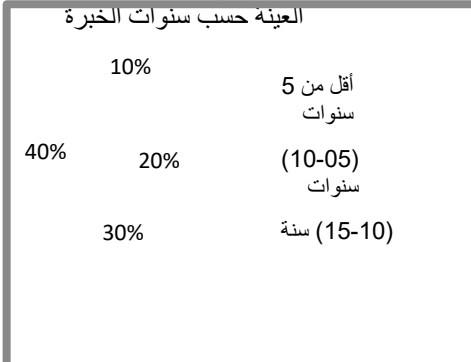 العينة حسب سنوات الخبرة
10%
أقل من 5
سنوات
40%
20%
(10-05)
سنوات
30%
(15-10) سنة